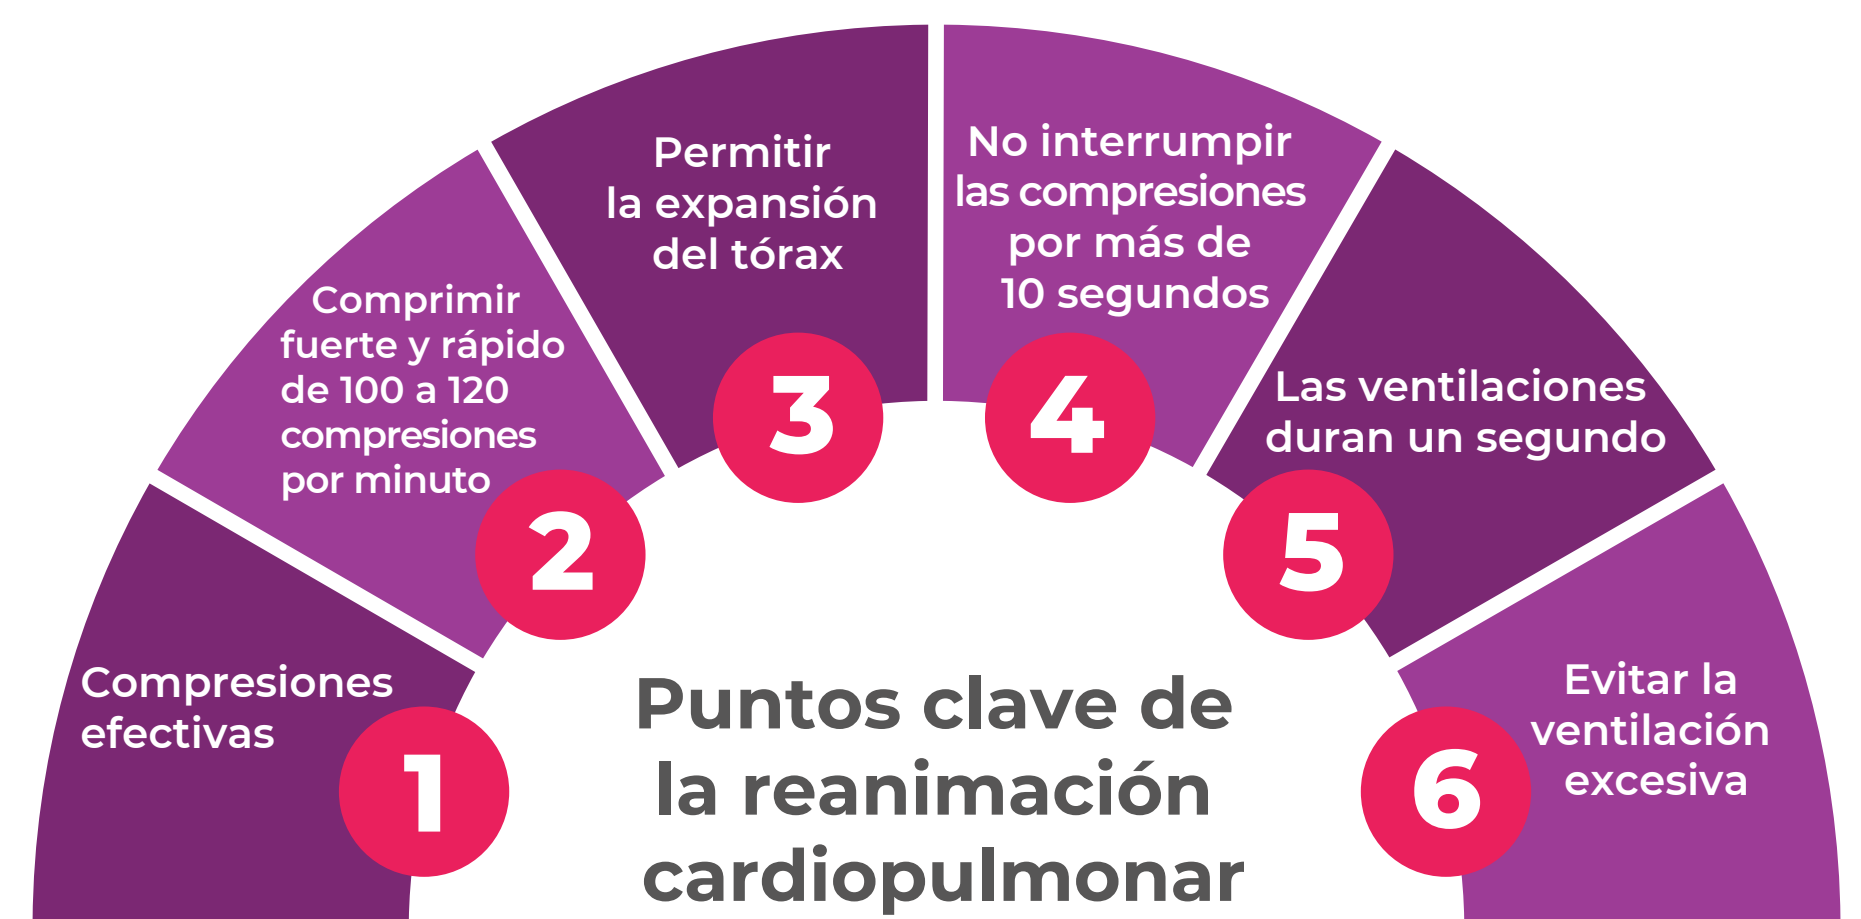 Compresiones
efectivas
1
Comprimir
fuerte y rápido
de 100 a 120
compresiones
por minuto
2
Permitir
la expansión
del tórax
3
No interrumpir
las compresiones
por más de
10 segundos
4
Las ventilaciones
duran un segundo
5
Evitar la
ventilación
excesiva
6
Puntos clave de
la reanimación
cardiopulmonar